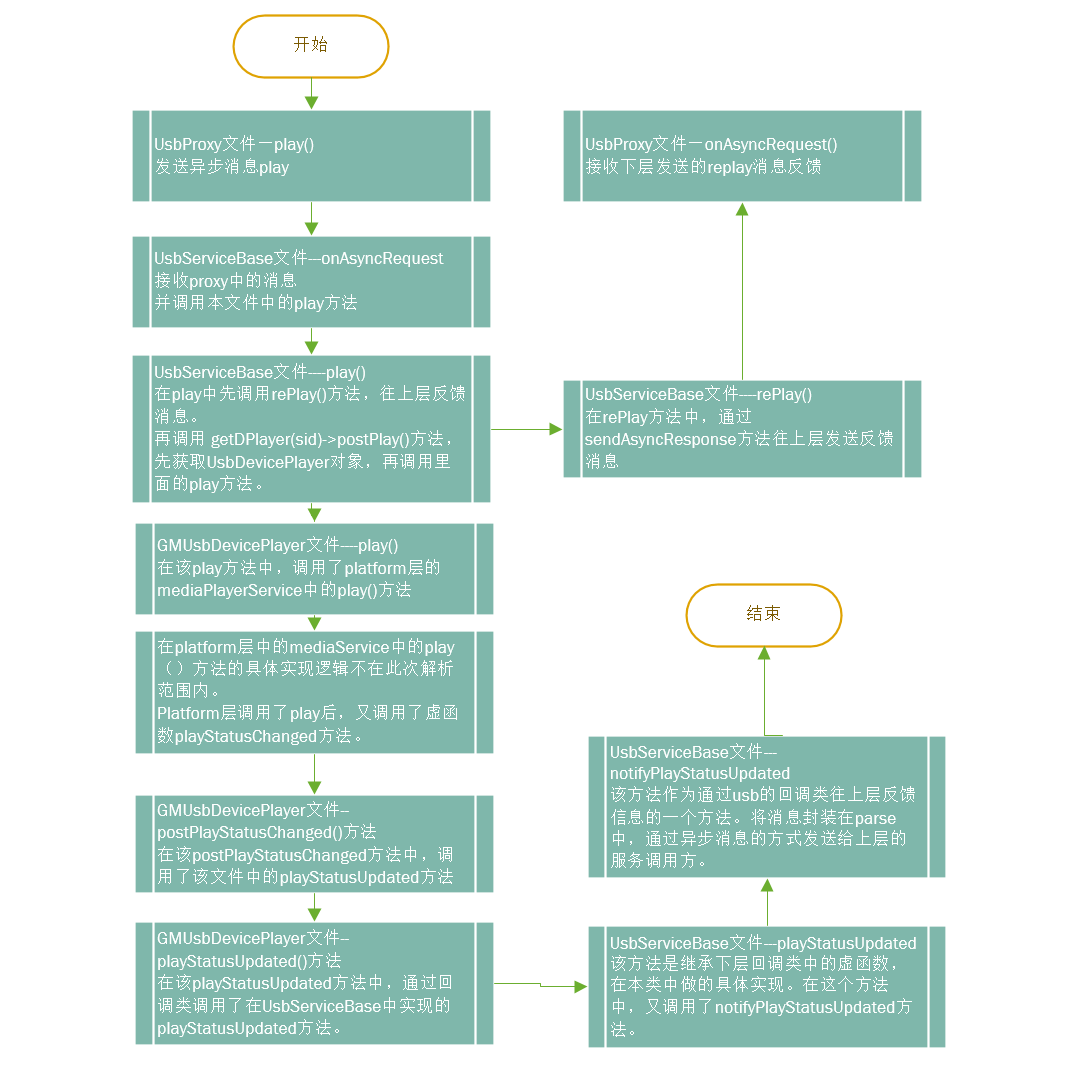 开始
UsbProxy文件—play()
发送异步消息play
UsbProxy文件—onAsyncRequest()
接收下层发送的replay消息反馈
UsbServiceBase文件—onAsyncRequest
接收proxy中的消息
并调用本文件中的play方法
UsbServiceBase文件—play()
在play中先调用rePlay()方法，往上层反馈
消息。
再调用 getDPlayer(sid)->postPlay()方法，
先获取UsbDevicePlayer对象，再调用里
面的play方法。
UsbServiceBase文件—rePlay()
在rePlay方法中，通过
sendAsyncResponse方法往上层发送反馈
消息
GMUsbDevicePlayer文件—play()
在该play方法中，调用了platform层的
mediaPlayerService中的play()方法
在platform层中的mediaService中的play
（）方法的具体实现逻辑不在此次解析
范围内。
Platform层调用了play后，又调用了虚函
数playStatusChanged方法。
GMUsbDevicePlayer文件–
postPlayStatusChanged()方法
在该postPlayStatusChanged方法中，调
用了该文件中的playStatusUpdated方法
GMUsbDevicePlayer文件–
playStatusUpdated()方法
在该playStatusUpdated方法中，通过回
调类调用了在UsbServiceBase中实现的
playStatusUpdated方法。
结束
UsbServiceBase文件—
notifyPlayStatusUpdated
该方法作为通过usb的回调类往上层反馈
信息的一个方法。将消息封装在parse
中，通过异步消息的方式发送给上层的
服务调用方。
UsbServiceBase文件—playStatusUpdated
该方法是继承下层回调类中的虚函数，
在本类中做的具体实现。在这个方法
中，又调用了notifyPlayStatusUpdated方
法。